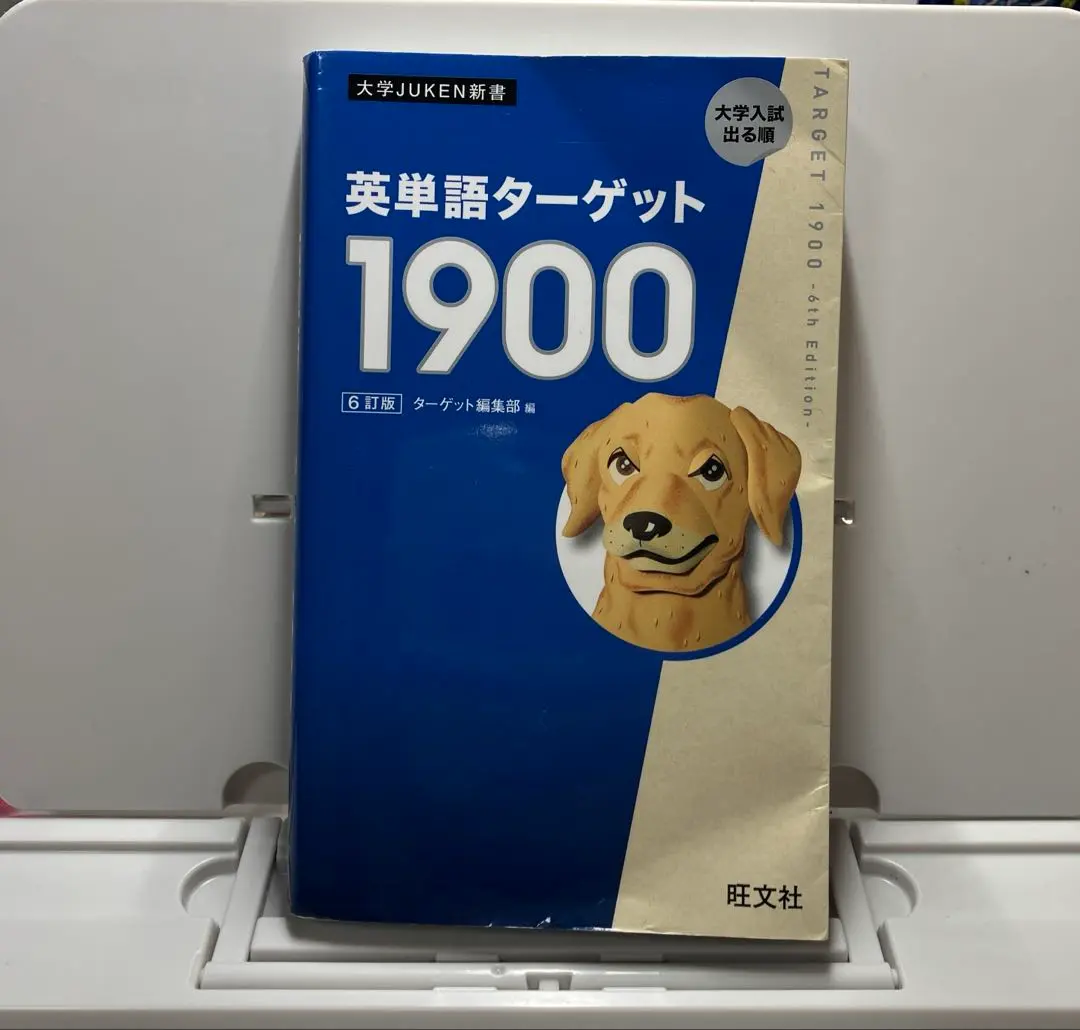 大学JUKEN新書
大学入試
出る順
英単語ターゲット
1900
6訂版 ターゲット編集部 編
TARGET 1900 -6th Edition-
旺文社